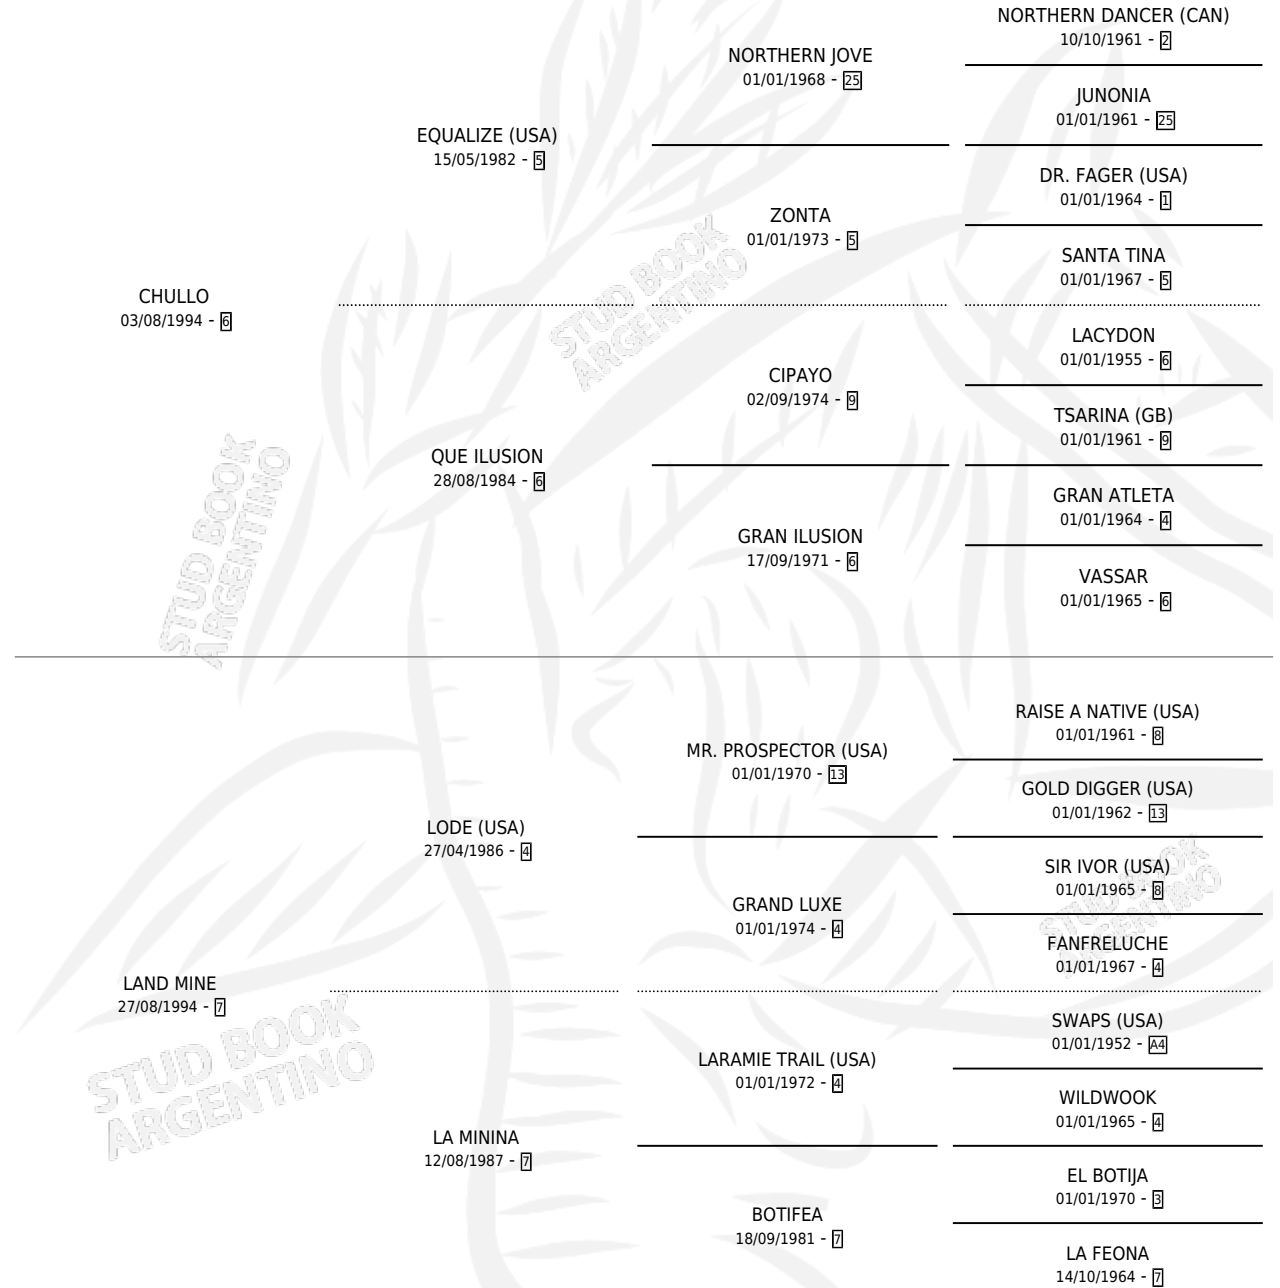 NORTHERN DANCER (CAN)
10/10/1961 - 2
NORTHERN JOVE
01/01/1968 - 25
JUNONIA
01/01/1961 - 25
EQUALIZE (USA)
15/05/1982 - 5
DR. FAGER (USA)
01/01/1964 - 1
ZONTA
01/01/1973 - 5
SANTA TINA
01/01/1967 - 5
STUD BOOK
ARGENTINO
CHULLO
03/08/1994 - 6
LACYDON
01/01/1955 - 6
CIPAYO
02/09/1974 - 9
TSARINA (GB)
01/01/1961 - 9
QUE ILUSION
28/08/1984 - 6
GRAN ATLETA
01/01/1964 - 4
GRAN ILUSION
17/09/1971 - 6
VASSAR
01/01/1965 - 6
STUD BOOK
ARGENTINO
RAISE A NATIVE (USA)
01/01/1961 - 8
MR. PROSPECTOR (USA)
01/01/1970 - 13
GOLD DIGGER (USA)
01/01/1962 - 13
LODE (USA)
27/04/1986 - 4
SIR IVOR (USA)
01/01/1965 - 8
GRAND LUXE
01/01/1974 - 4
FANFRELUCHE
01/01/1967 - 4
STUD BOOK
ARGENTINO
LAND MINE
27/08/1994 - 7
SWAPS (USA)
01/01/1952 - A4
LARAMIE TRAIL (USA)
01/01/1972 - 4
WILDWOOK
01/01/1965 - 4
STUD BOOK
ARGENTINO
LA MININA
12/08/1987 - 7
EL BOTIJA
01/01/1970 - 3
BOTIFEA
18/09/1981 - 7
LA FEONA
14/10/1964 - 7